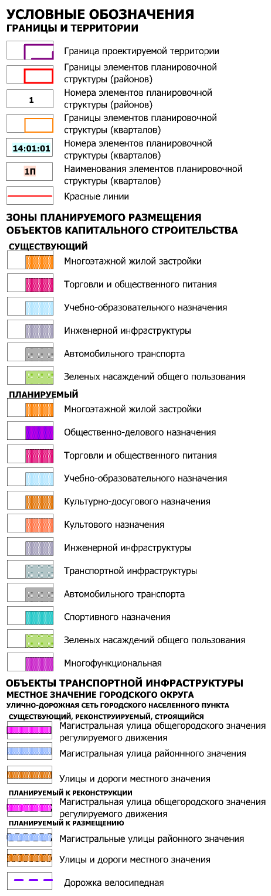 УСЛОВНЫЕ ОБОЗНАЧЕНИЯ
ГРАНИЦЫ И ТЕРРИТОРИИ
Граница проектируемой территории
Границы элементов планировочной
структуры (районов)
1
Номера элементов планировочной
структуры (районов)
Границы элементов планировочной
структуры (кварталов)
14:01:01
Номера элементов планировочной
структуры (кварталов)
1П
Наименования элементов планировочной
структуры (кварталов)
Красные линии
ЗОНЫ ПЛАНИРУЕМОГО РАЗМЕЩЕНИЯ
ОБЪЕКТОВ КАПИТАЛЬНОГО СТРОИТЕЛЬСТВА
СУЩЕСТВУЮЩИЙ
Многоэтажной жилой застройки
Торговли и общественного питания
Учебно-образовательного назначения
Инженерной инфраструктуры
Автомобильного транспорта
Зеленых насаждений общего пользования
ПЛАНИРУЕМЫЙ
Многоэтажной жилой застройки
Общественно-делового назначения
Торговли и общественного питания
Учебно-образовательного назначения
Культурно-досугового назначения
Культового назначения
Инженерной инфраструктуры
Транспортной инфраструктуры
Автомобильного транспорта
Спортивного назначения
Зеленых насаждений общего пользования
Многофункциональная
ОБЪЕКТЫ ТРАНСПОРТНОЙ ИНФРАСТРУКТУРЫ
МЕСТНОЕ ЗНАЧЕНИЕ ГОРОДСКОГО ОКРУГА
УЛИЧНО-ДОРОЖНАЯ СЕТЬ ГОРОДСКОГО НАСЕЛЕННОГО ПУНКТА
СУЩЕСТВУЮЩИЙ, РЕКОНСТРУИРУЕМЫЙ, СТРОЯЩИЙСЯ
Магистральная улица общегородского значения
регулируемого движения
Магистральная улица районнного значения
Улицы и дороги местного значения
ПЛАНИРУЕМЫЙ К РЕКОНСТРУКЦИИ
Магистральная улица общегородского значения
регулируемого движения
ПЛАНИРУЕМЫЙ К РАЗМЕЩЕНИЮ
Магистральные улицы районнного значения
Улицы и дороги местного значения
Дорожка велосипедная